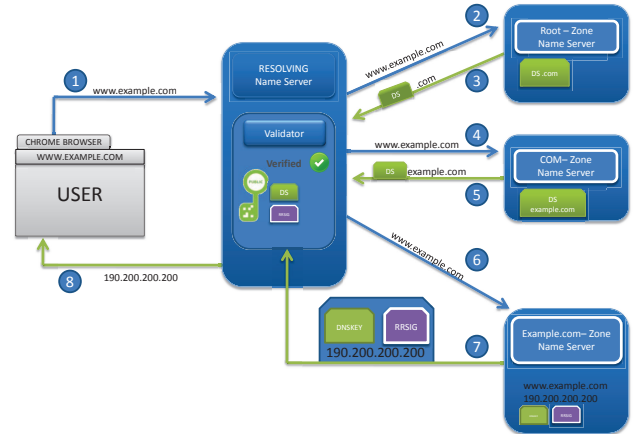 1
www.example.com
CHROME BROWSER
WWW.EXAMPLE.COM
USER
8
190.200.200.200
RESOLVING
Name Server
Validator
Verified
PUBLIC
DS
RRSIG
2
www.example.com
3
DS
.com
Root – Zone
Name Server
DS .com
4
www.example.com
DS
example.com
5
COM– Zone
Name Server
DS
example.com
6
www.example.com
DNSKEY
RRSIG
190.200.200.200
7
Example.com– Zone
Name Server
www.example.com
190.200.200.200
RRSIG